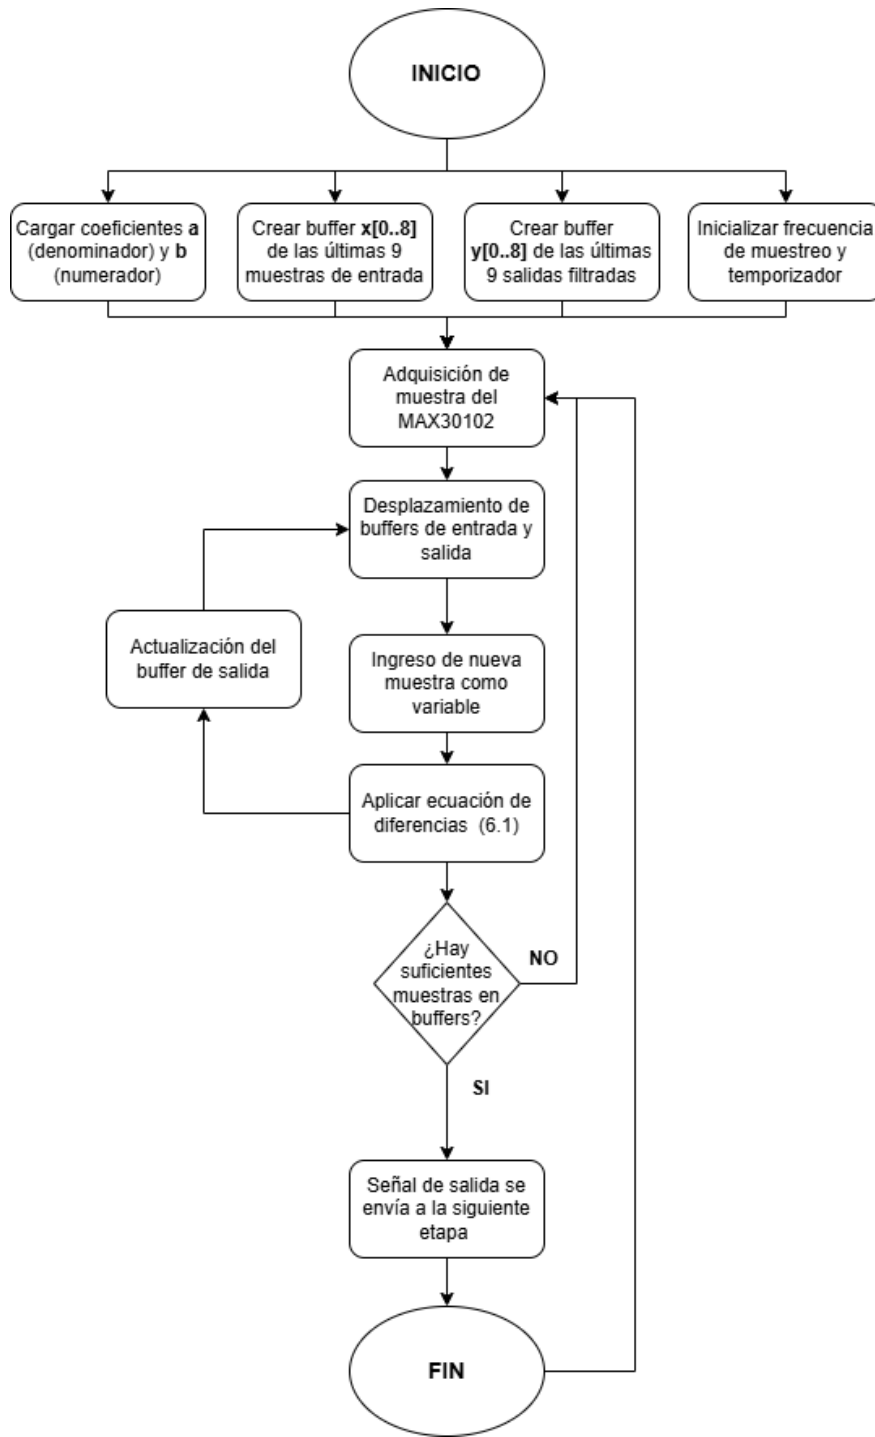 INICIO
Cargar coeficientes a
(denominador) y b
(numerador)
Crear buffer x[0..8]
de las últimas 9
muestras de entrada
Crear buffer
y[0..8] de las últimas
9 salidas filtradas
Inicializar frecuencia
de muestreo y
temporizador
Adquisición de
muestra del
MAX30102
Desplazamiento de
buffers de entrada y
salida
Actualización del
buffer de salida
Ingreso de nueva
muestra como
variable
Aplicar ecuación de
diferencias (6.1)
¿Hay
suficientes
muestras en
buffers?
NO
SI
Señal de salida se
envía a la siguiente
etapa
FIN